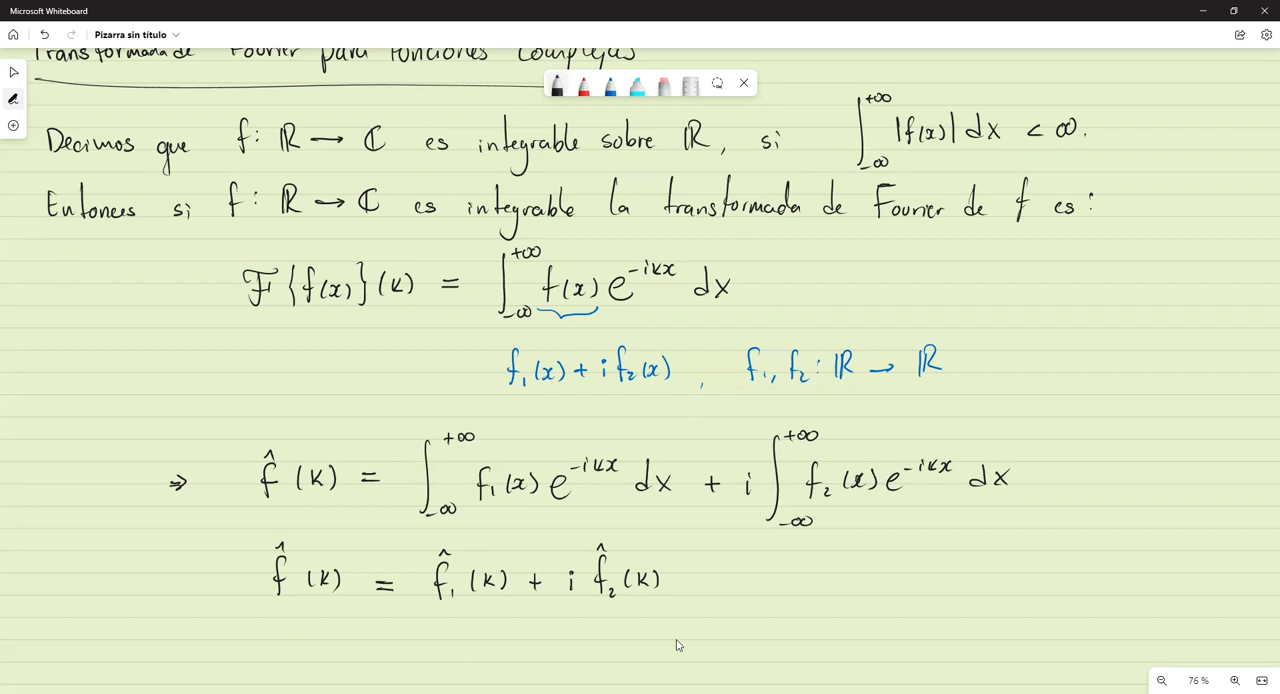 Microsoft Whiteboard
Pizarra sin título
Transformada de Fourier para funciones complejas
Decimos que f: ℝ → ℂ es integrable sobre ℝ, si ∫_{-∞}^{+∞} |f(x)| dx < ∞.
Entonces si f: ℝ → ℂ es integrable la transformada de Fourier de f es:
ℱ{f(x)}(k) = ∫_{-∞}^{+∞} f(x) e^{-ikx} dx
f₁(x) + i f₂(x) , f₁, f₂ : ℝ → ℝ
⇒ f̂(k) = ∫_{-∞}^{+∞} f₁(x) e^{-ikx} dx + i ∫_{-∞}^{+∞} f₂(x) e^{-ikx} dx
f̂(k) = f̂₁(k) + i f̂₂(k)
76 %